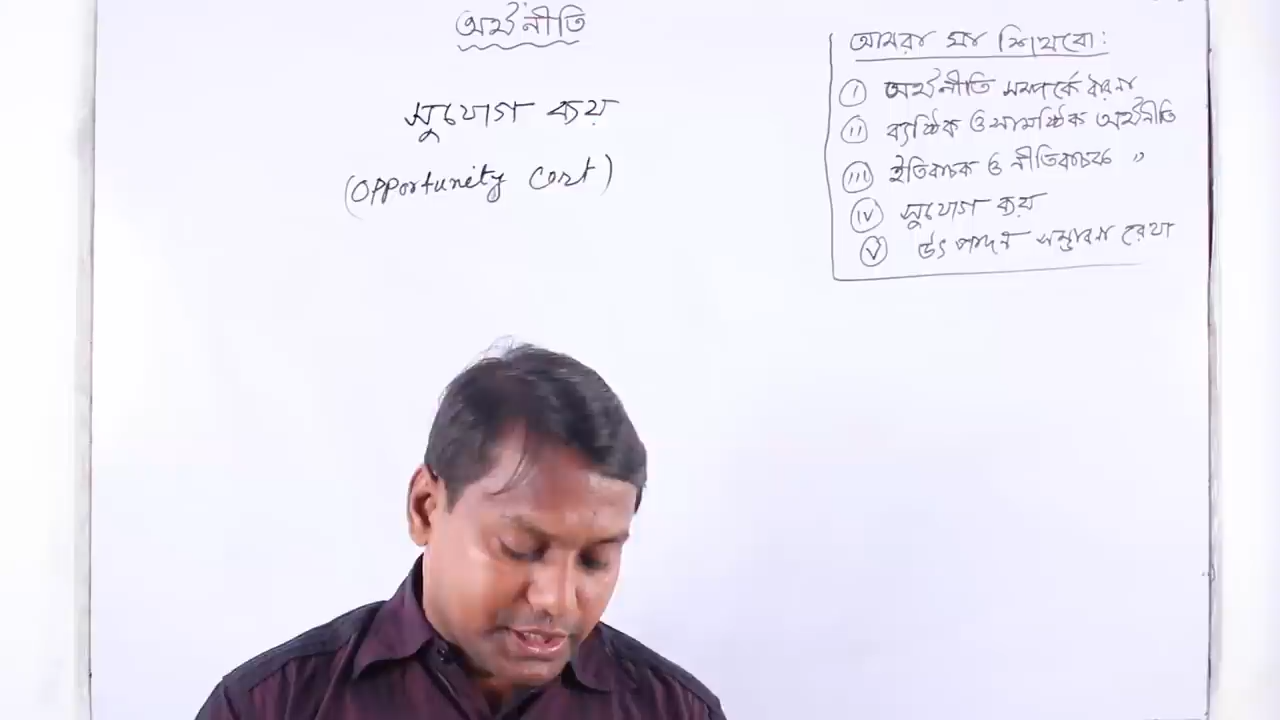 অর্থনীতি
সুযোগ ব্যয়
(Opportunity Cost)
আমরা যা শিখবো:
(i) অর্থনীতি সম্পর্কে ধারনা
(ii) ব্যষ্টিক ও সামষ্টিক অর্থনীতি
(iii) ইতিবাচক ও নীতিবাচক "
(iv) সুযোগ ব্যয়
(v) উৎপাদন সম্ভাবনা রেখা